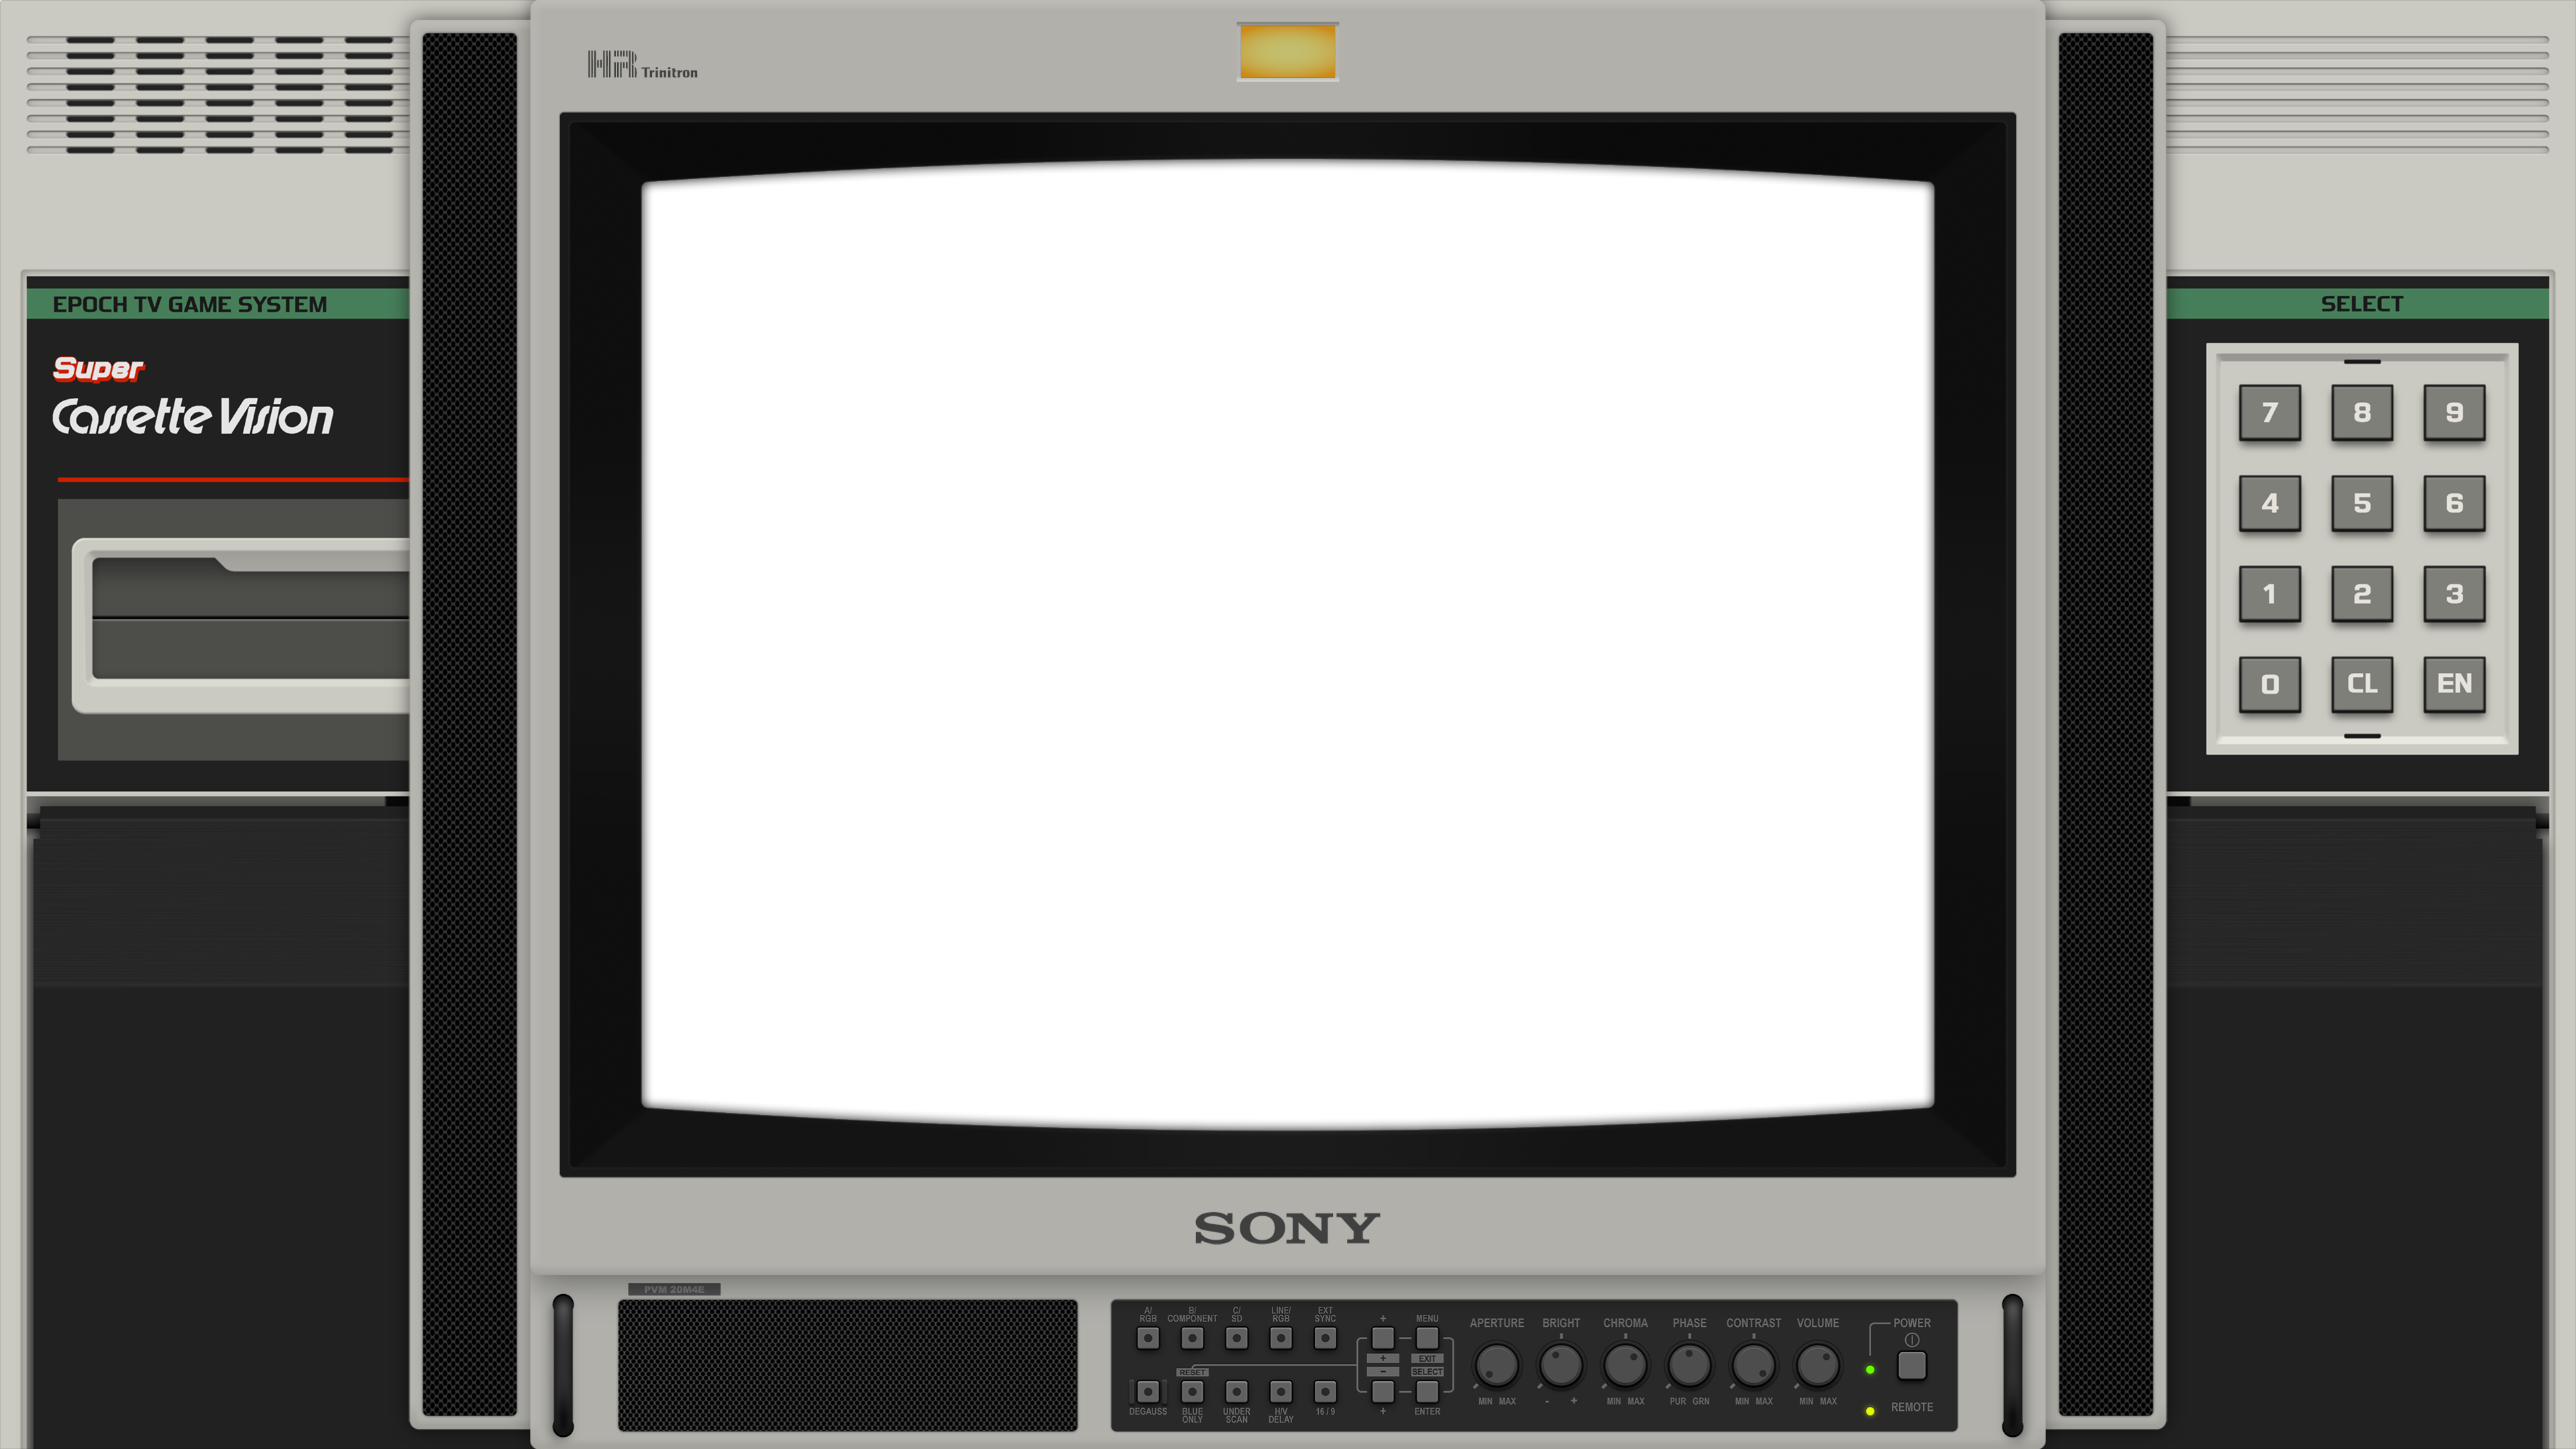 HR Trinitron
EPOCH TV GAME SYSTEM
Super
Cassette Vision
SELECT
7 8 9
4 5 6
1 2 3
0 CL EN
SONY
PVM 20M4E
A/ RGB
B/ COMPONENT
C/ SD
LINE/ RGB
EXT SYNC
+
MENU
+
EXIT
RESET
−
SELECT
DEGAUSS
BLUE ONLY
UNDER SCAN
H/V DELAY
16 / 9
+
ENTER
APERTURE BRIGHT CHROMA PHASE CONTRAST VOLUME POWER
MIN MAX - + MIN MAX PUR GRN MIN MAX MIN MAX REMOTE